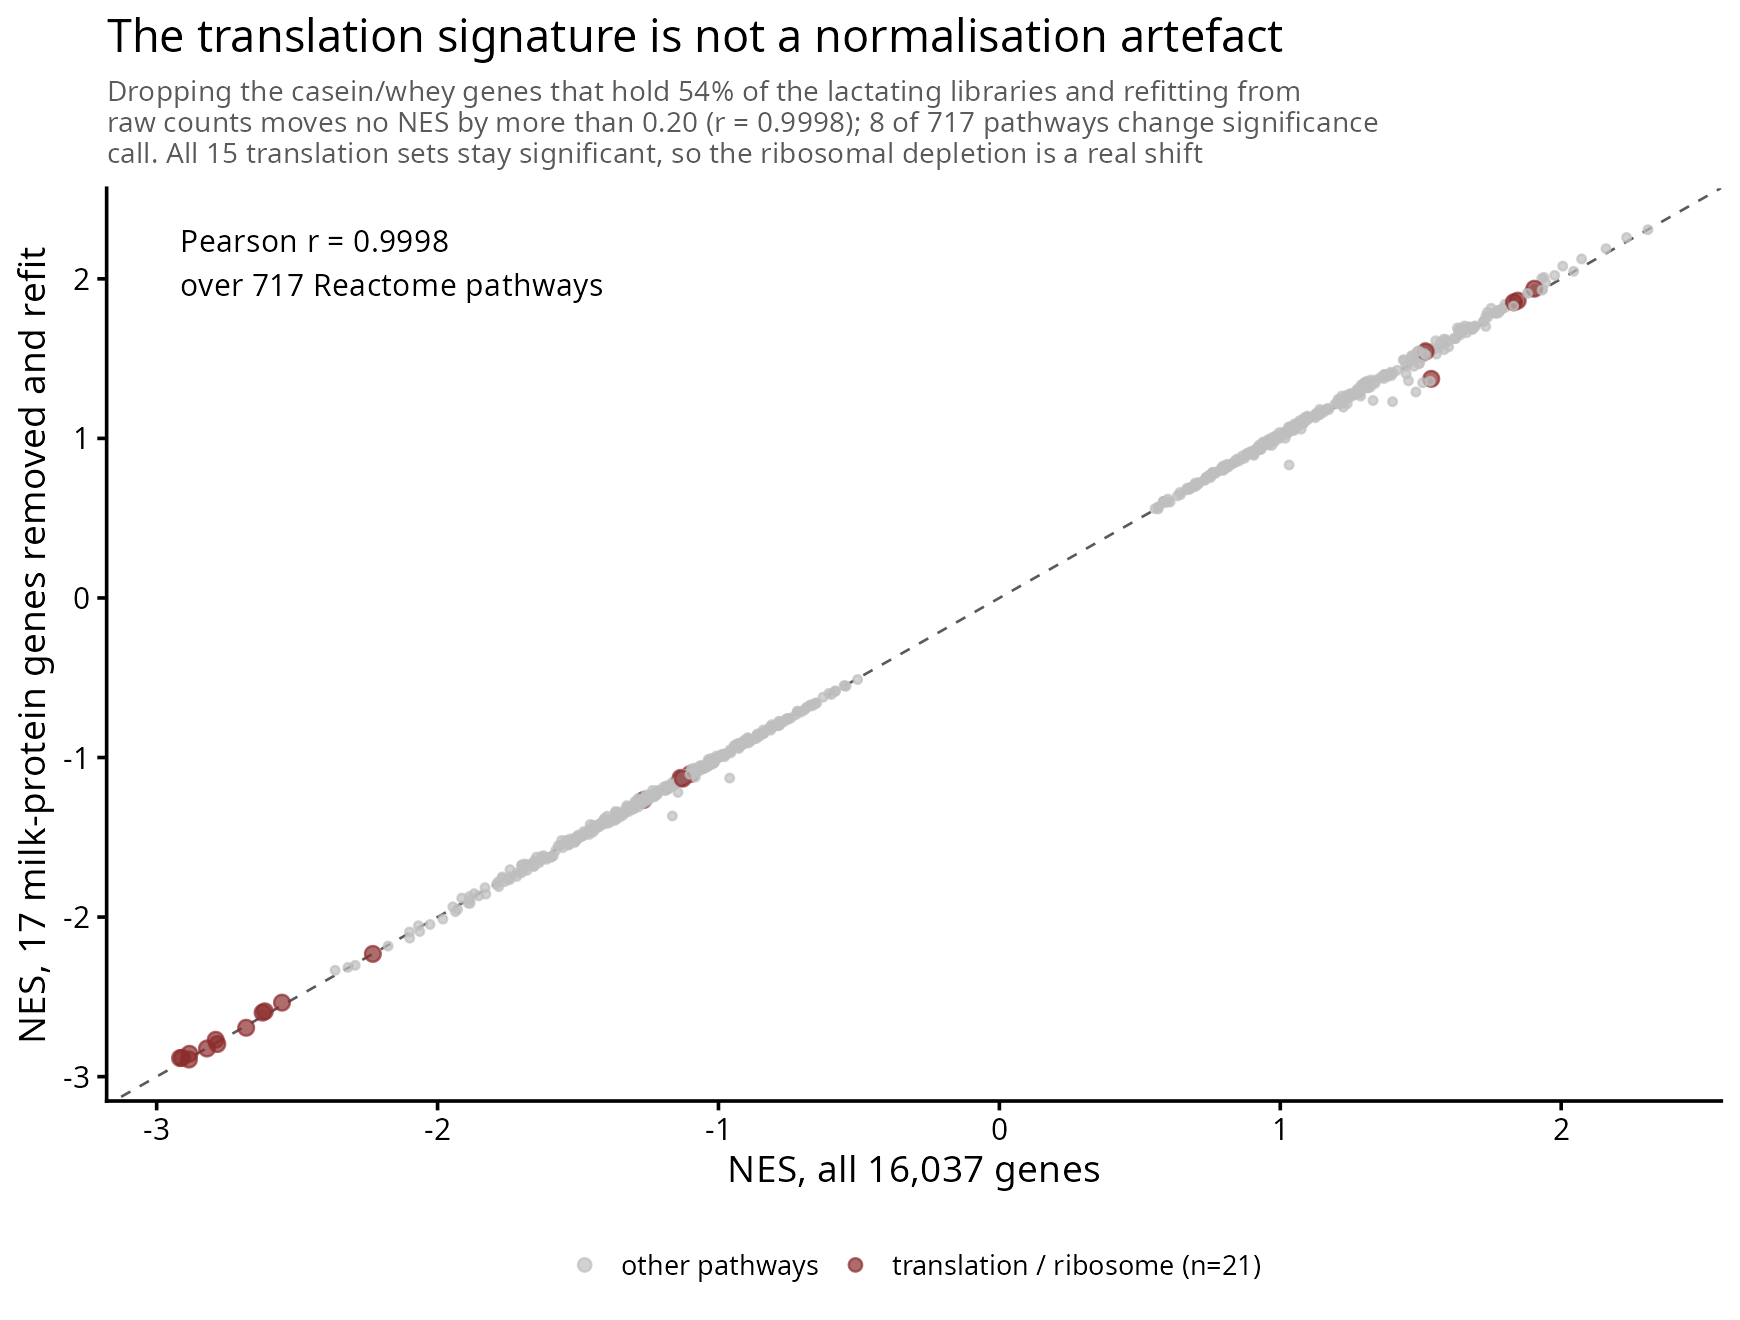 The translation signature is not a normalisation artefact
Dropping the casein/whey genes that hold 54% of the lactating libraries and refitting from
raw counts moves no NES by more than 0.20 (r = 0.9998); 8 of 717 pathways change significance
call. All 15 translation sets stay significant, so the ribosomal depletion is a real shift
Pearson r = 0.9998
over 717 Reactome pathways
NES, 17 milk-protein genes removed and refit
2
1
0
-1
-2
-3
-3
-2
-1
0
1
2
NES, all 16,037 genes
other pathways
translation / ribosome (n=21)